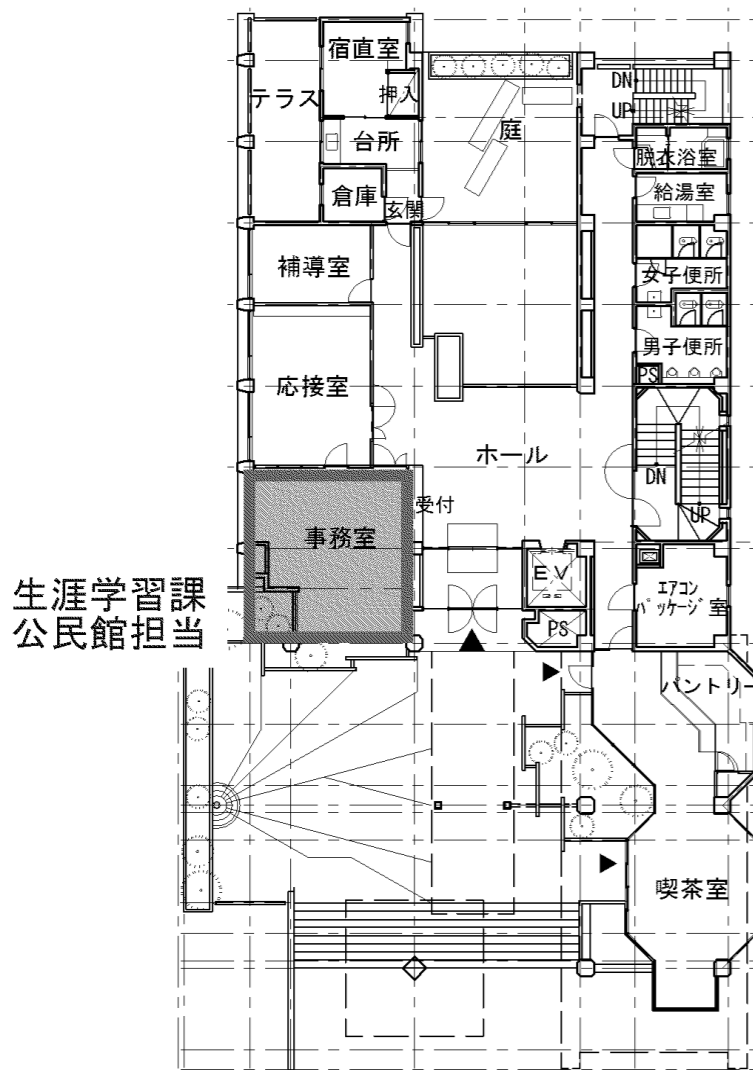 宿直室
DN
テラス
押入
UP
庭
台所
脱衣浴室
倉庫
給湯室
玄関
補導室
女子便所
男子便所
PS
応接室
ホール
DN
受付
UP
事務室
EV
エアコン
パッケージ室
生涯学習課
公民館担当
PS
パントリー
喫茶室